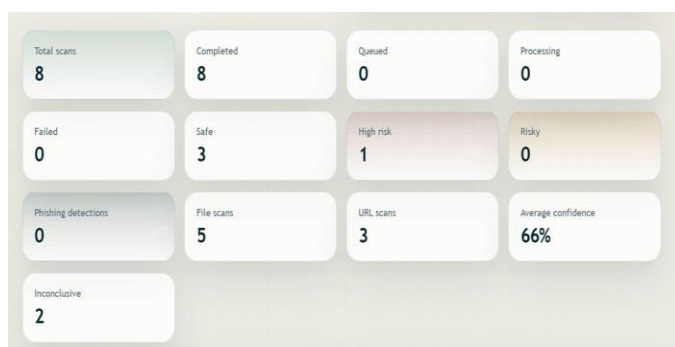 Total scans
8
Completed
8
Queued
0
Processing
0
Failed
0
Safe
3
High risk
1
Risky
0
Phishing detections
0
File scans
5
URL scans
3
Average confidence
66%
Inconclusive
2